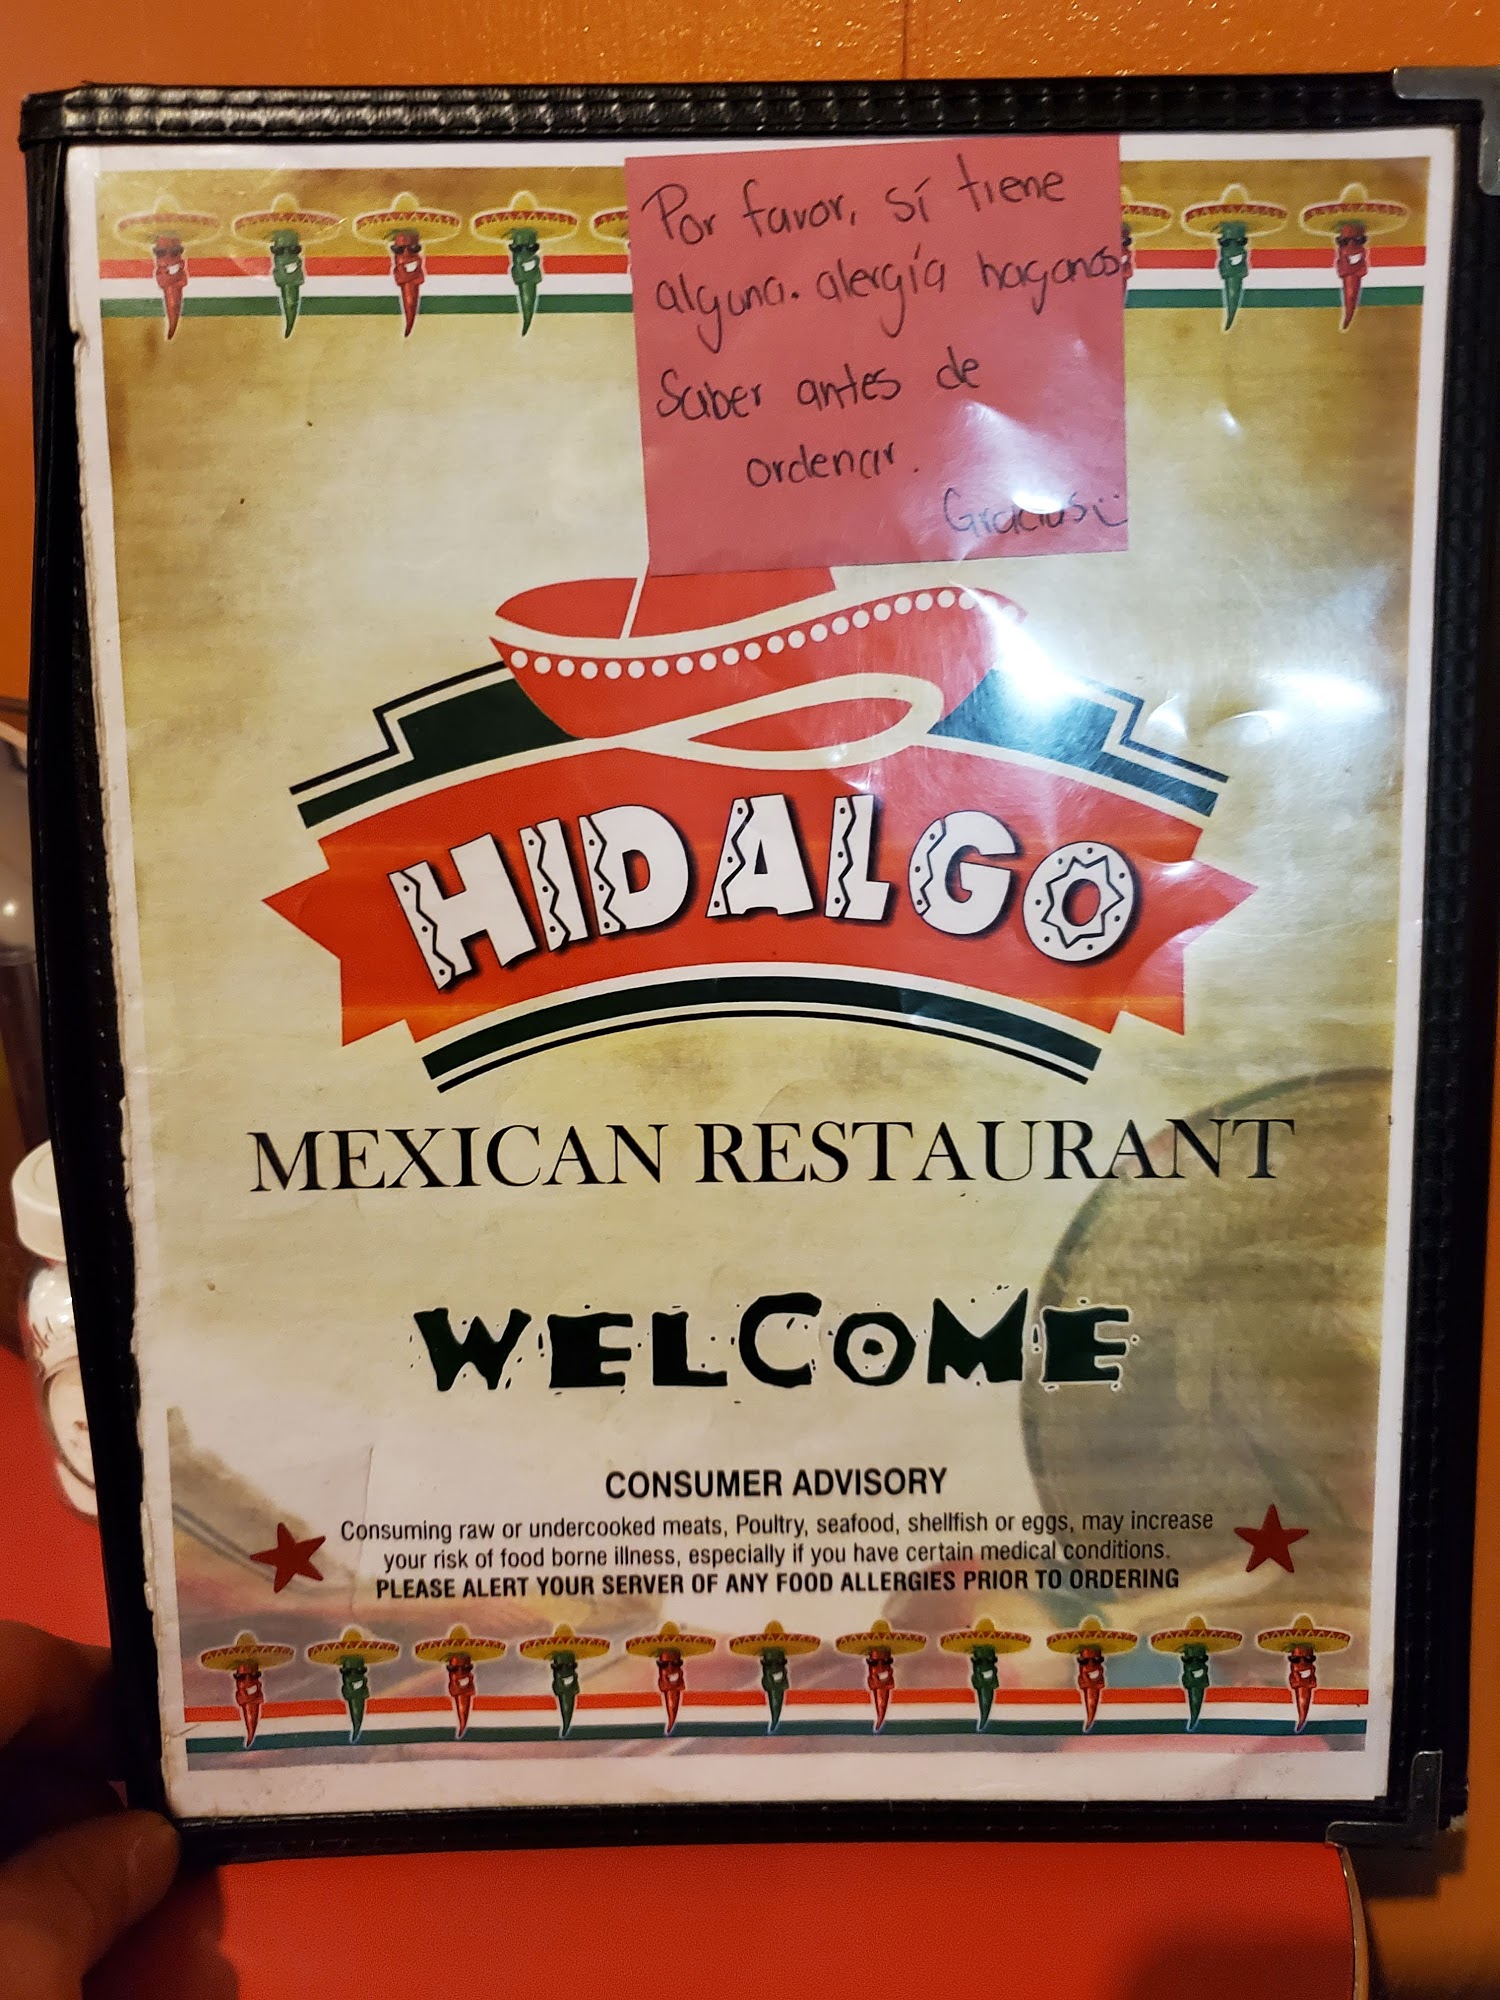 Por favor, sí tiene
alguna. alergía haganos
Saber antes de
ordenar.
Gracias
HIDALGO
MEXICAN RESTAURANT
WELCOME
CONSUMER ADVISORY
Consuming raw or undercooked meats, Poultry, seafood, shellfish or eggs, may increase
your risk of food borne illness, especially if you have certain medical conditions.
PLEASE ALERT YOUR SERVER OF ANY FOOD ALLERGIES PRIOR TO ORDERING